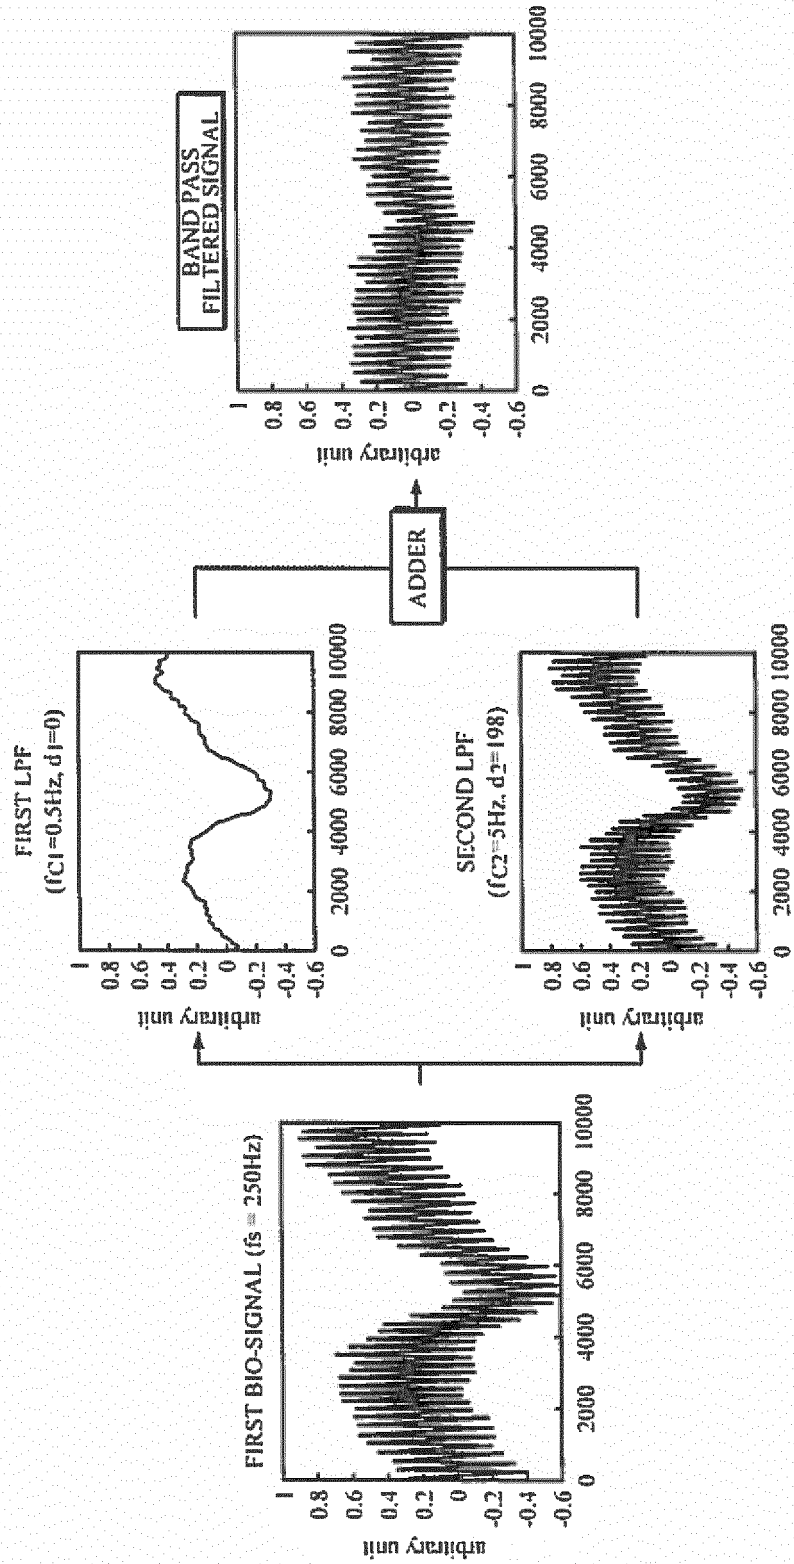 FIRST BIO-SIGNAL (fs = 250Hz)
arbitrary unit
1
0.8
0.6
0.4
0.2
0
-0.2
-0.4
-0.6
0 2000 4000 6000 8000 10000
FIRST LPF
(fC1=0.5Hz, d1=0)
arbitrary unit
1
0.8
0.6
0.4
0.2
0
-0.2
-0.4
-0.6
0 2000 4000 6000 8000 10000
SECOND LPF
(fC2=5Hz, d2=198)
arbitrary unit
1
0.8
0.6
0.4
0.2
0
-0.2
-0.4
-0.6
0 2000 4000 6000 8000 10000
ADDER
BAND PASS
FILTERED SIGNAL
arbitrary unit
1
0.8
0.6
0.4
0.2
0
-0.2
-0.4
-0.6
0 2000 4000 6000 8000 10000